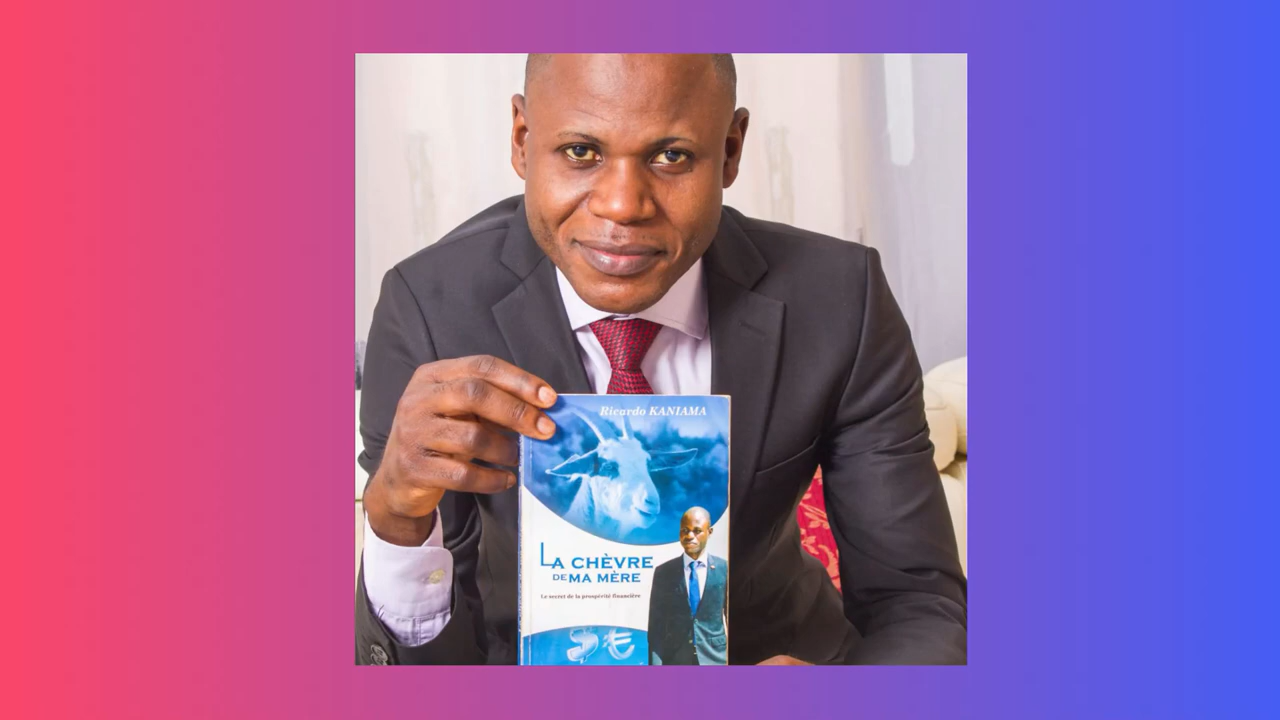 Ricardo KANIAMA
LA CHÈVRE
DE MA MÈRE
Le secret de la prospérité financière